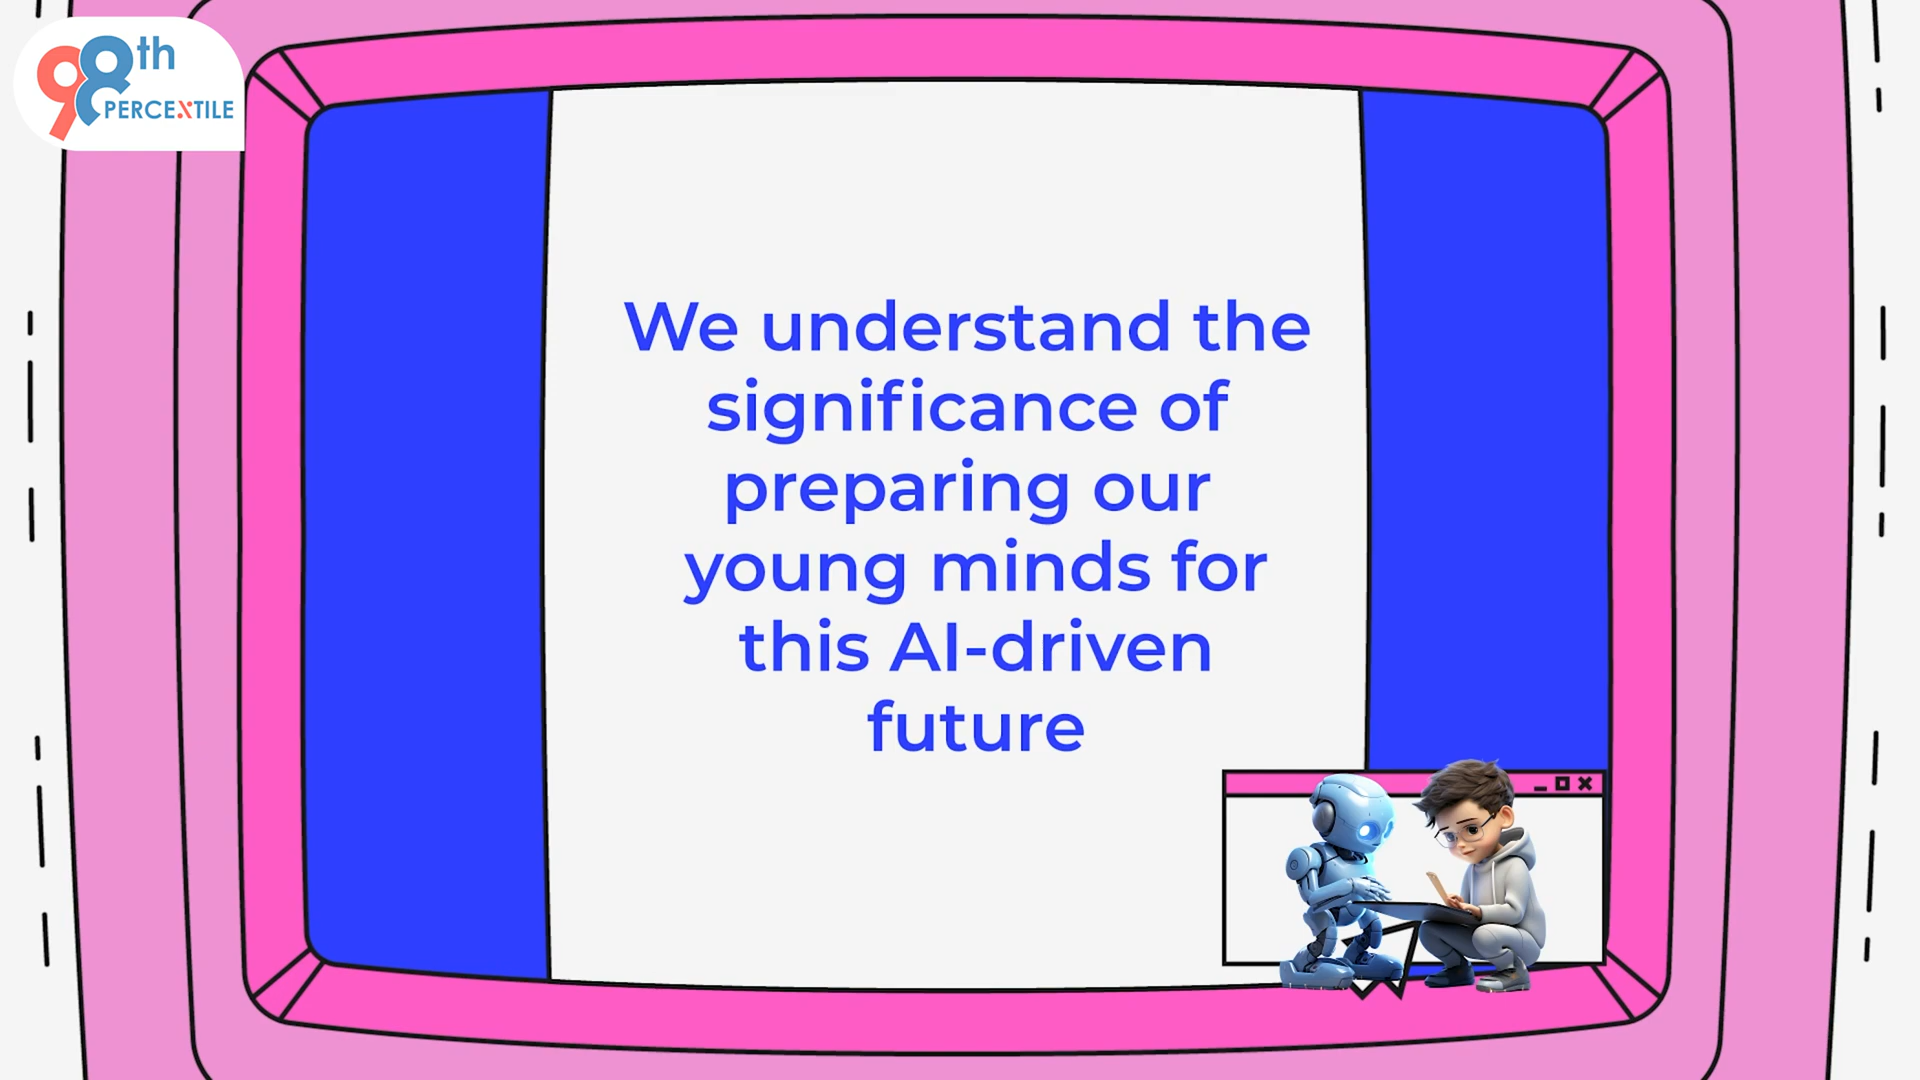 98th
PERCENTILE
We understand the
significance of
preparing our
young minds for
this AI-driven
future